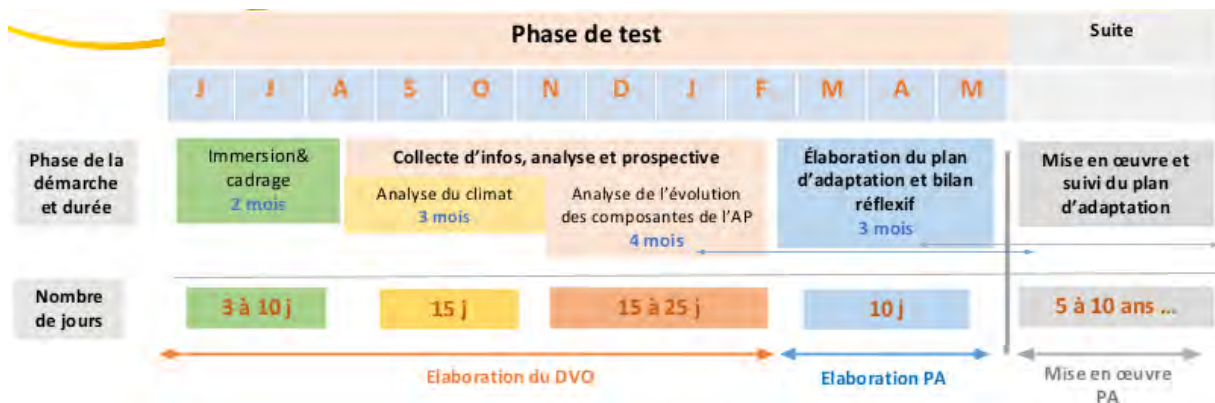 Phase de test
Suite
J J A S O N D J F M A M
Phase de la
démarche
et durée
Immersion&
cadrage
2 mois
Collecte d’infos, analyse et prospective
Analyse du climat
3 mois
Analyse de l’évolution
des composantes de l’AP
4 mois
Élaboration du plan
d’adaptation et bilan
réflexif
3 mois
Mise en œuvre et
suivi du plan
d’adaptation
Nombre
de jours
3 à 10 j
15 j
15 à 25 j
10 j
5 à 10 ans ...
Elaboration du DVO
Elaboration PA
Mise en œuvre
PA